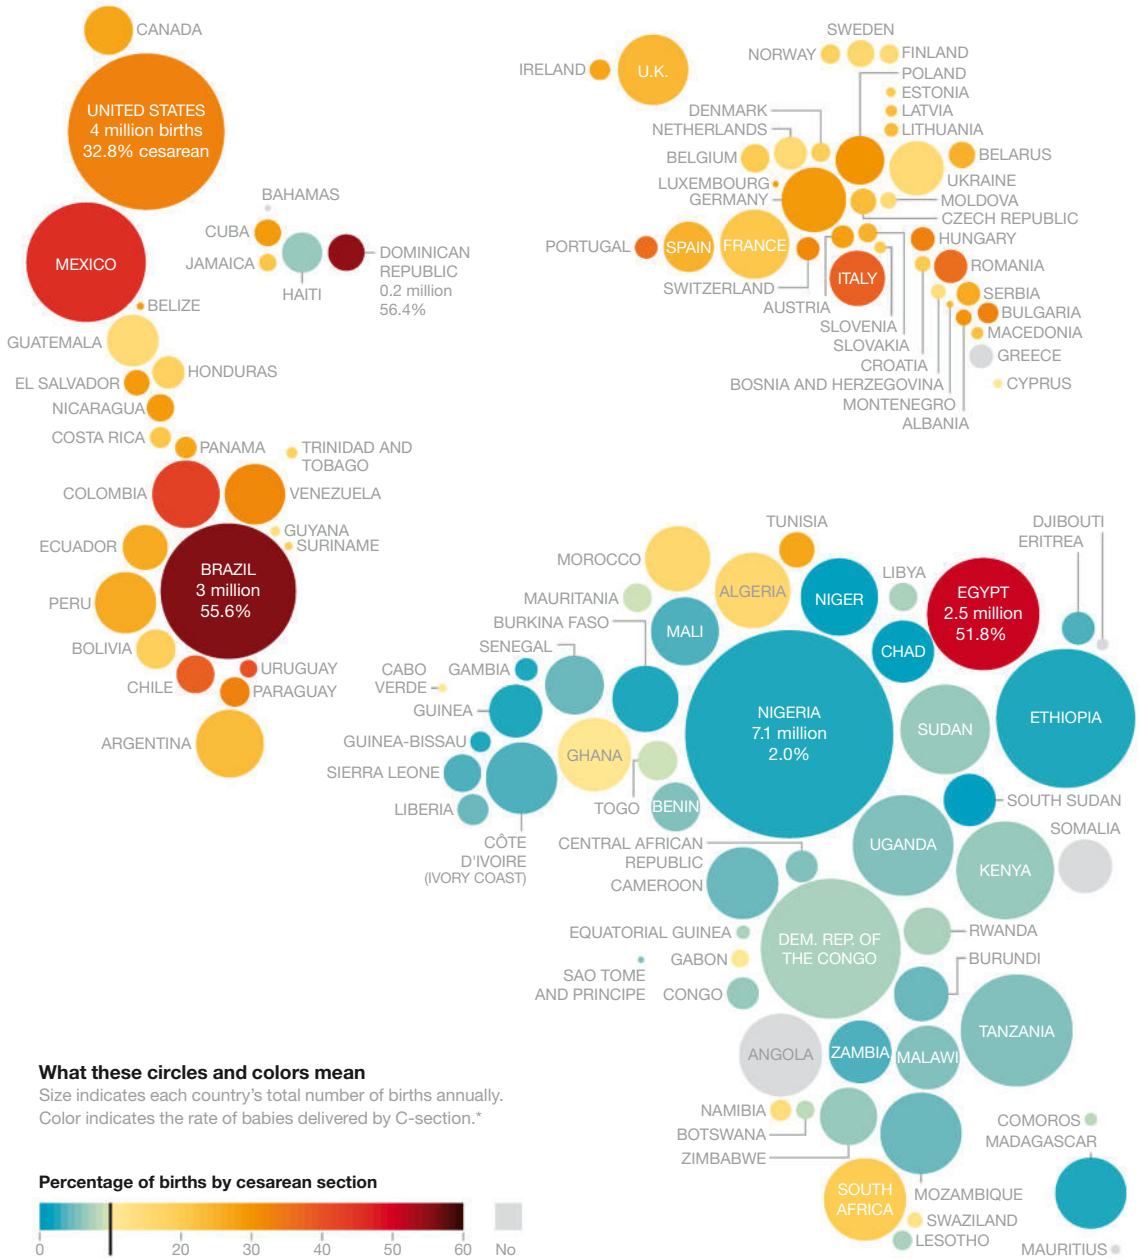 CANADA
UNITED STATES
4 million births
32.8% cesarean
MEXICO
BAHAMAS
CUBA
JAMAICA
HAITI
DOMINICAN
REPUBLIC
0.2 million
56.4%
BELIZE
GUATEMALA
HONDURAS
EL SALVADOR
NICARAGUA
COSTA RICA
PANAMA
TRINIDAD AND
TOBAGO
COLOMBIA
VENEZUELA
GUYANA
SURINAME
ECUADOR
BRAZIL
3 million
55.6%
PERU
BOLIVIA
URUGUAY
CHILE
PARAGUAY
ARGENTINA
SWEDEN
NORWAY
FINLAND
IRELAND
U.K.
POLAND
ESTONIA
DENMARK
LATVIA
NETHERLANDS
LITHUANIA
BELGIUM
BELARUS
LUXEMBOURG
UKRAINE
GERMANY
MOLDOVA
CZECH REPUBLIC
PORTUGAL
SPAIN
FRANCE
HUNGARY
ROMANIA
ITALY
SWITZERLAND
SERBIA
AUSTRIA
BULGARIA
SLOVENIA
MACEDONIA
SLOVAKIA
GREECE
CROATIA
BOSNIA AND HERZEGOVINA
CYPRUS
MONTENEGRO
ALBANIA
TUNISIA
DJIBOUTI
ERITREA
MOROCCO
LIBYA
ALGERIA
NIGER
EGYPT
2.5 million
51.8%
MAURITANIA
BURKINA FASO
MALI
SENEGAL
CHAD
CABO
VERDE
GAMBIA
GUINEA
NIGERIA
7.1 million
2.0%
ETHIOPIA
SUDAN
GUINEA-BISSAU
GHANA
SIERRA LEONE
LIBERIA
TOGO
BENIN
SOUTH SUDAN
CÔTE
D'IVOIRE
(IVORY COAST)
CENTRAL AFRICAN
REPUBLIC
UGANDA
SOMALIA
KENYA
CAMEROON
EQUATORIAL GUINEA
DEM. REP. OF
THE CONGO
RWANDA
GABON
BURUNDI
SAO TOME
AND PRINCIPE
CONGO
TANZANIA
ANGOLA
ZAMBIA
MALAWI
NAMIBIA
BOTSWANA
ZIMBABWE
COMOROS
MADAGASCAR
SOUTH
AFRICA
MOZAMBIQUE
SWAZILAND
LESOTHO
MAURITIUS
What these circles and colors mean
Size indicates each country's total number of births annually.
Color indicates the rate of babies delivered by C-section.*
Percentage of births by cesarean section
0 20 30 40 50 60 No